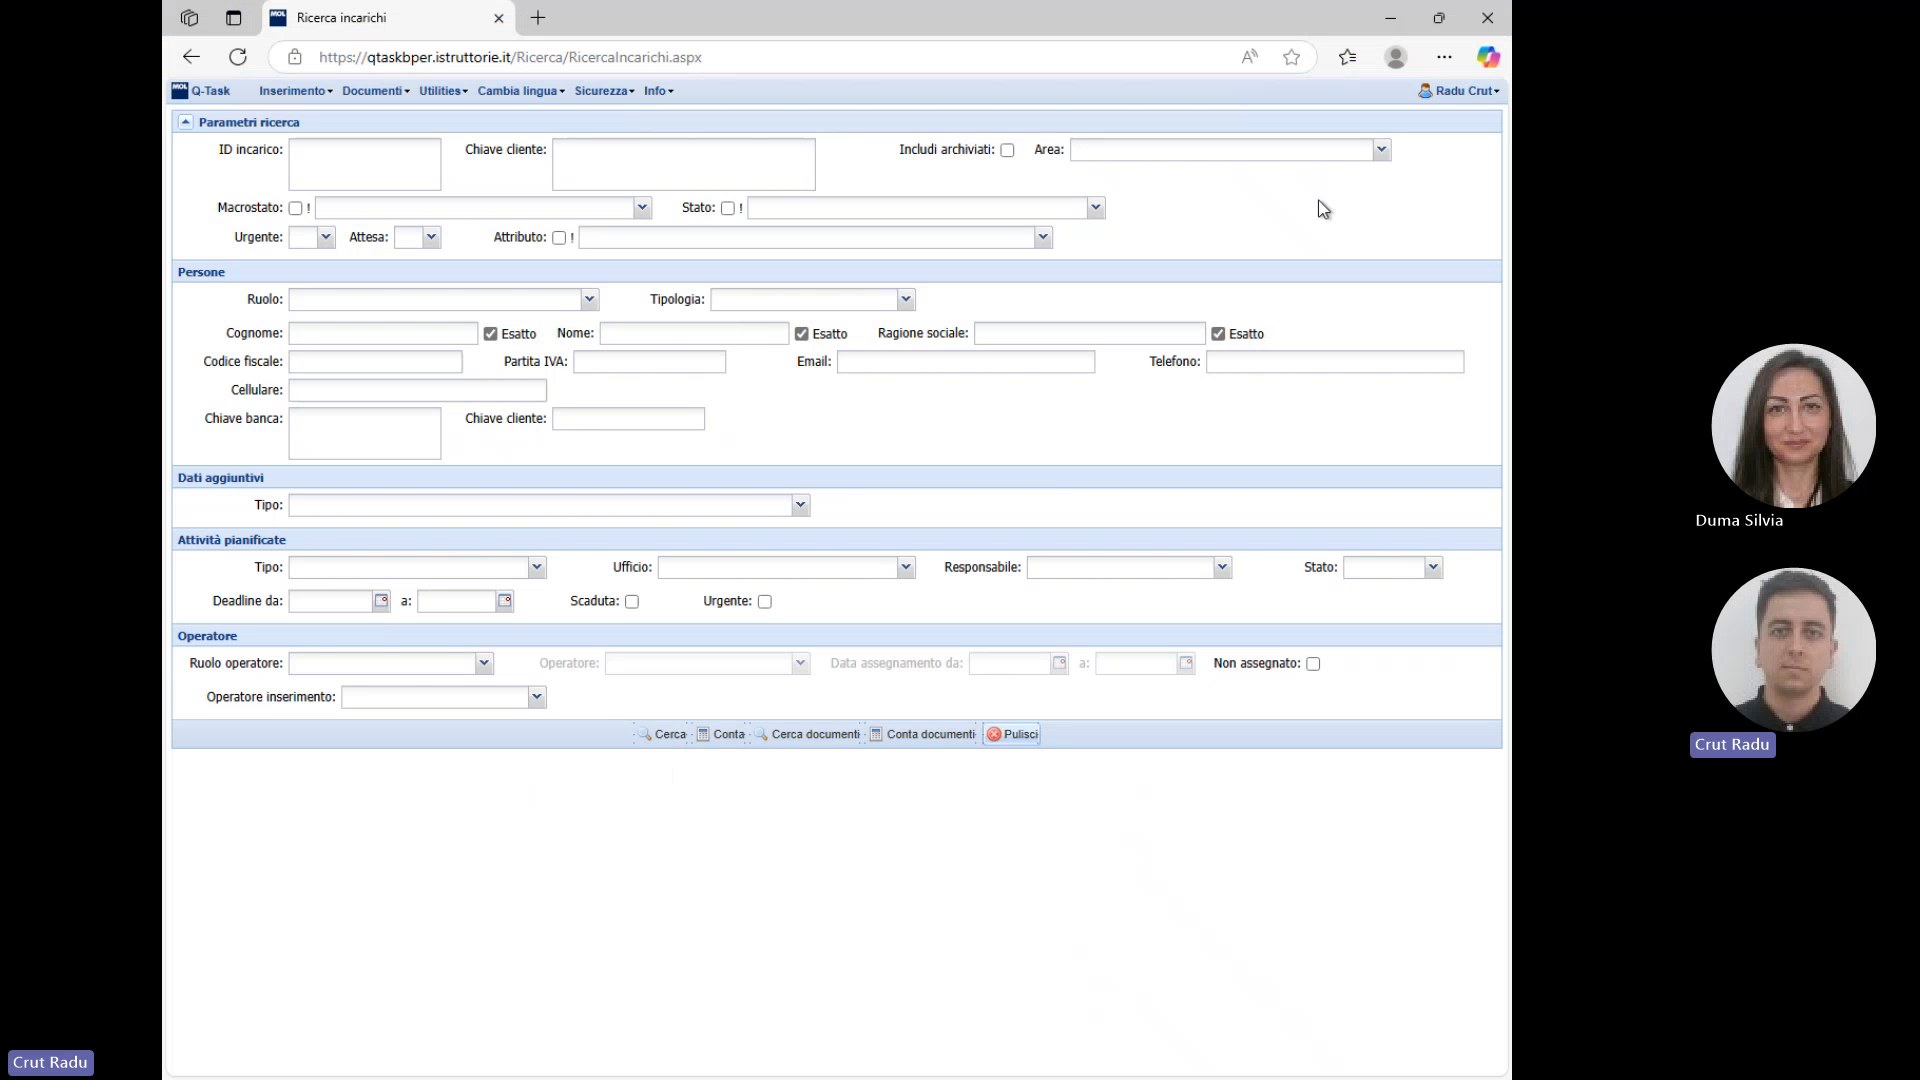 Ricerca incarichi
https://qtaskbper.istruttorie.it/Ricerca/RicercaIncarichi.aspx
MOL Q-Task Inserimento Documenti Utilities Cambia lingua Sicurezza Info Radu Crut
Parametri ricerca
ID incarico: Chiave cliente: Includi archiviati: Area:
Macrostato: ! Stato: !
Urgente: Attesa: Attributo: !
Persone
Ruolo: Tipologia:
Cognome: Esatto Nome: Esatto Ragione sociale: Esatto
Codice fiscale: Partita IVA: Email: Telefono:
Cellulare:
Chiave banca: Chiave cliente:
Dati aggiuntivi
Tipo:
Attività pianificate
Tipo: Ufficio: Responsabile: Stato:
Deadline da: a: Scaduta: Urgente:
Operatore
Ruolo operatore: Operatore: Data assegnamento da: a: Non assegnato:
Operatore inserimento:
Cerca Conta Cerca documenti Conta documenti Pulisci
Duma Silvia
Crut Radu
Crut Radu